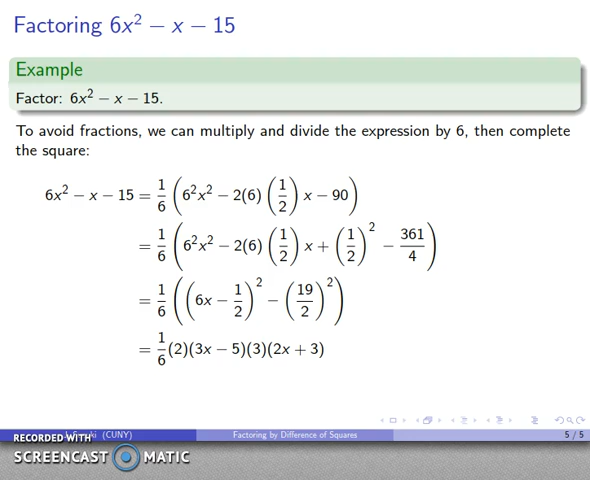 Factoring 6x² − x − 15
Example
Factor: 6x² − x − 15.
To avoid fractions, we can multiply and divide the expression by 6, then complete
the square:
6x² − x − 15 = 1/6 (6²x² − 2(6) (1/2) x − 90)
= 1/6 (6²x² − 2(6) (1/2) x + (1/2)² − 361/4)
= 1/6 ((6x − 1/2)² − (19/2)²)
= 1/6 (2)(3x − 5)(3)(2x + 3)
(CUNY) Factoring by Difference of Squares 5 / 5
RECORDED WITH
SCREENCAST MATIC